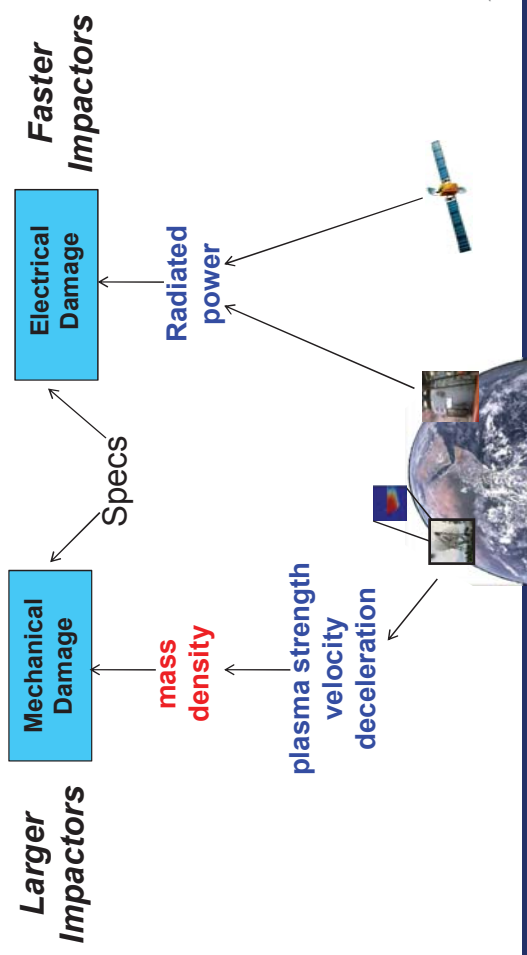 Larger
Impactors
Faster
Impactors
Mechanical
Damage
Electrical
Damage
Specs
mass
density
Radiated
power
plasma strength
velocity
deceleration